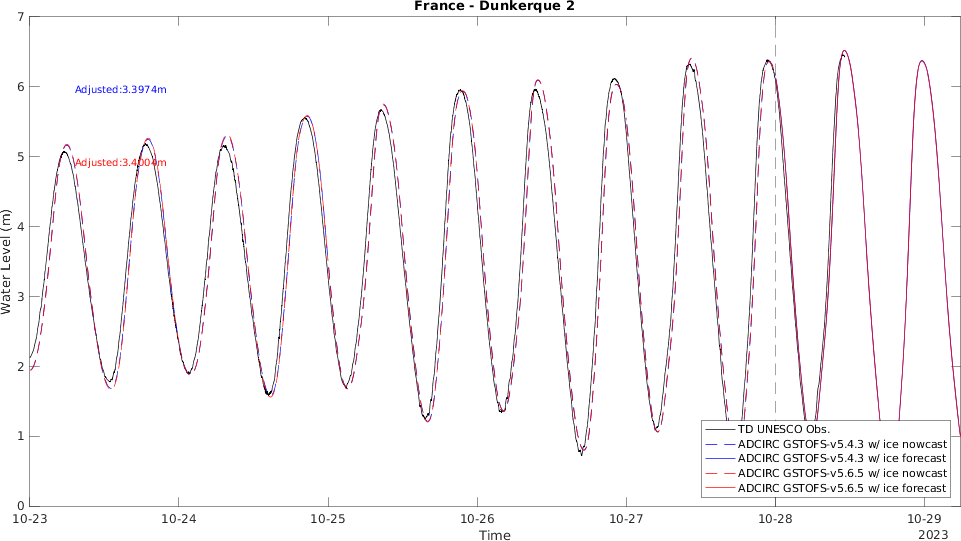 France - Dunkerque 2
7
6
5
4
3
2
1
0
Water Level (m)
Adjusted:3.3974m
Adjusted:3.4004m
TD UNESCO Obs.
ADCIRC GSTOFS-v5.4.3 w/ ice nowcast
ADCIRC GSTOFS-v5.4.3 w/ ice forecast
ADCIRC GSTOFS-v5.6.5 w/ ice nowcast
ADCIRC GSTOFS-v5.6.5 w/ ice forecast
10-23 10-24 10-25 10-26 10-27 10-28 10-29
Time
2023